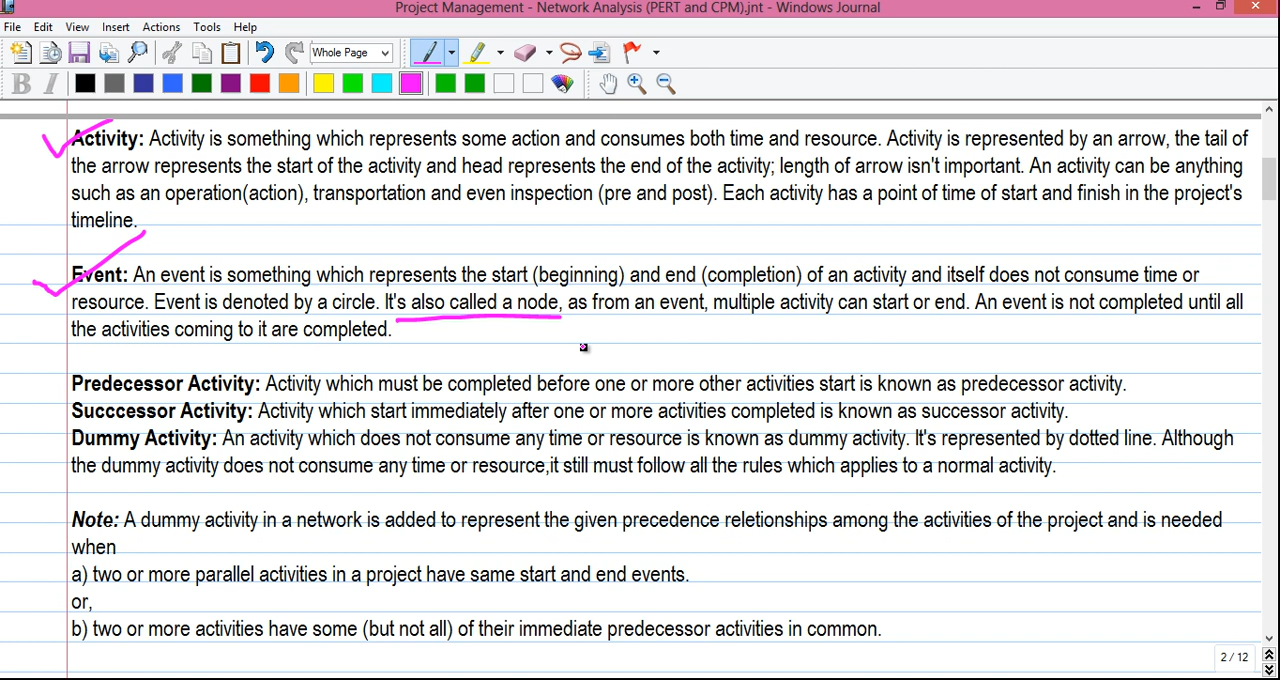 Project Management - Network Analysis (PERT and CPM).jnt - Windows Journal
File Edit View Insert Actions Tools Help
Whole Page
B I
Activity: Activity is something which represents some action and consumes both time and resource. Activity is represented by an arrow, the tail of
the arrow represents the start of the activity and head represents the end of the activity; length of arrow isn't important. An activity can be anything
such as an operation(action), transportation and even inspection (pre and post). Each activity has a point of time of start and finish in the project's
timeline.
Event: An event is something which represents the start (beginning) and end (completion) of an activity and itself does not consume time or
resource. Event is denoted by a circle. It's also called a node, as from an event, multiple activity can start or end. An event is not completed until all
the activities coming to it are completed.
Predecessor Activity: Activity which must be completed before one or more other activities start is known as predecessor activity.
Succcessor Activity: Activity which start immediately after one or more activities completed is known as successor activity.
Dummy Activity: An activity which does not consume any time or resource is known as dummy activity. It's represented by dotted line. Although
the dummy activity does not consume any time or resource,it still must follow all the rules which applies to a normal activity.
Note: A dummy activity in a network is added to represent the given precedence relationships among the activities of the project and is needed
when
a) two or more parallel activities in a project have same start and end events.
or,
b) two or more activities have some (but not all) of their immediate predecessor activities in common.
2 / 12